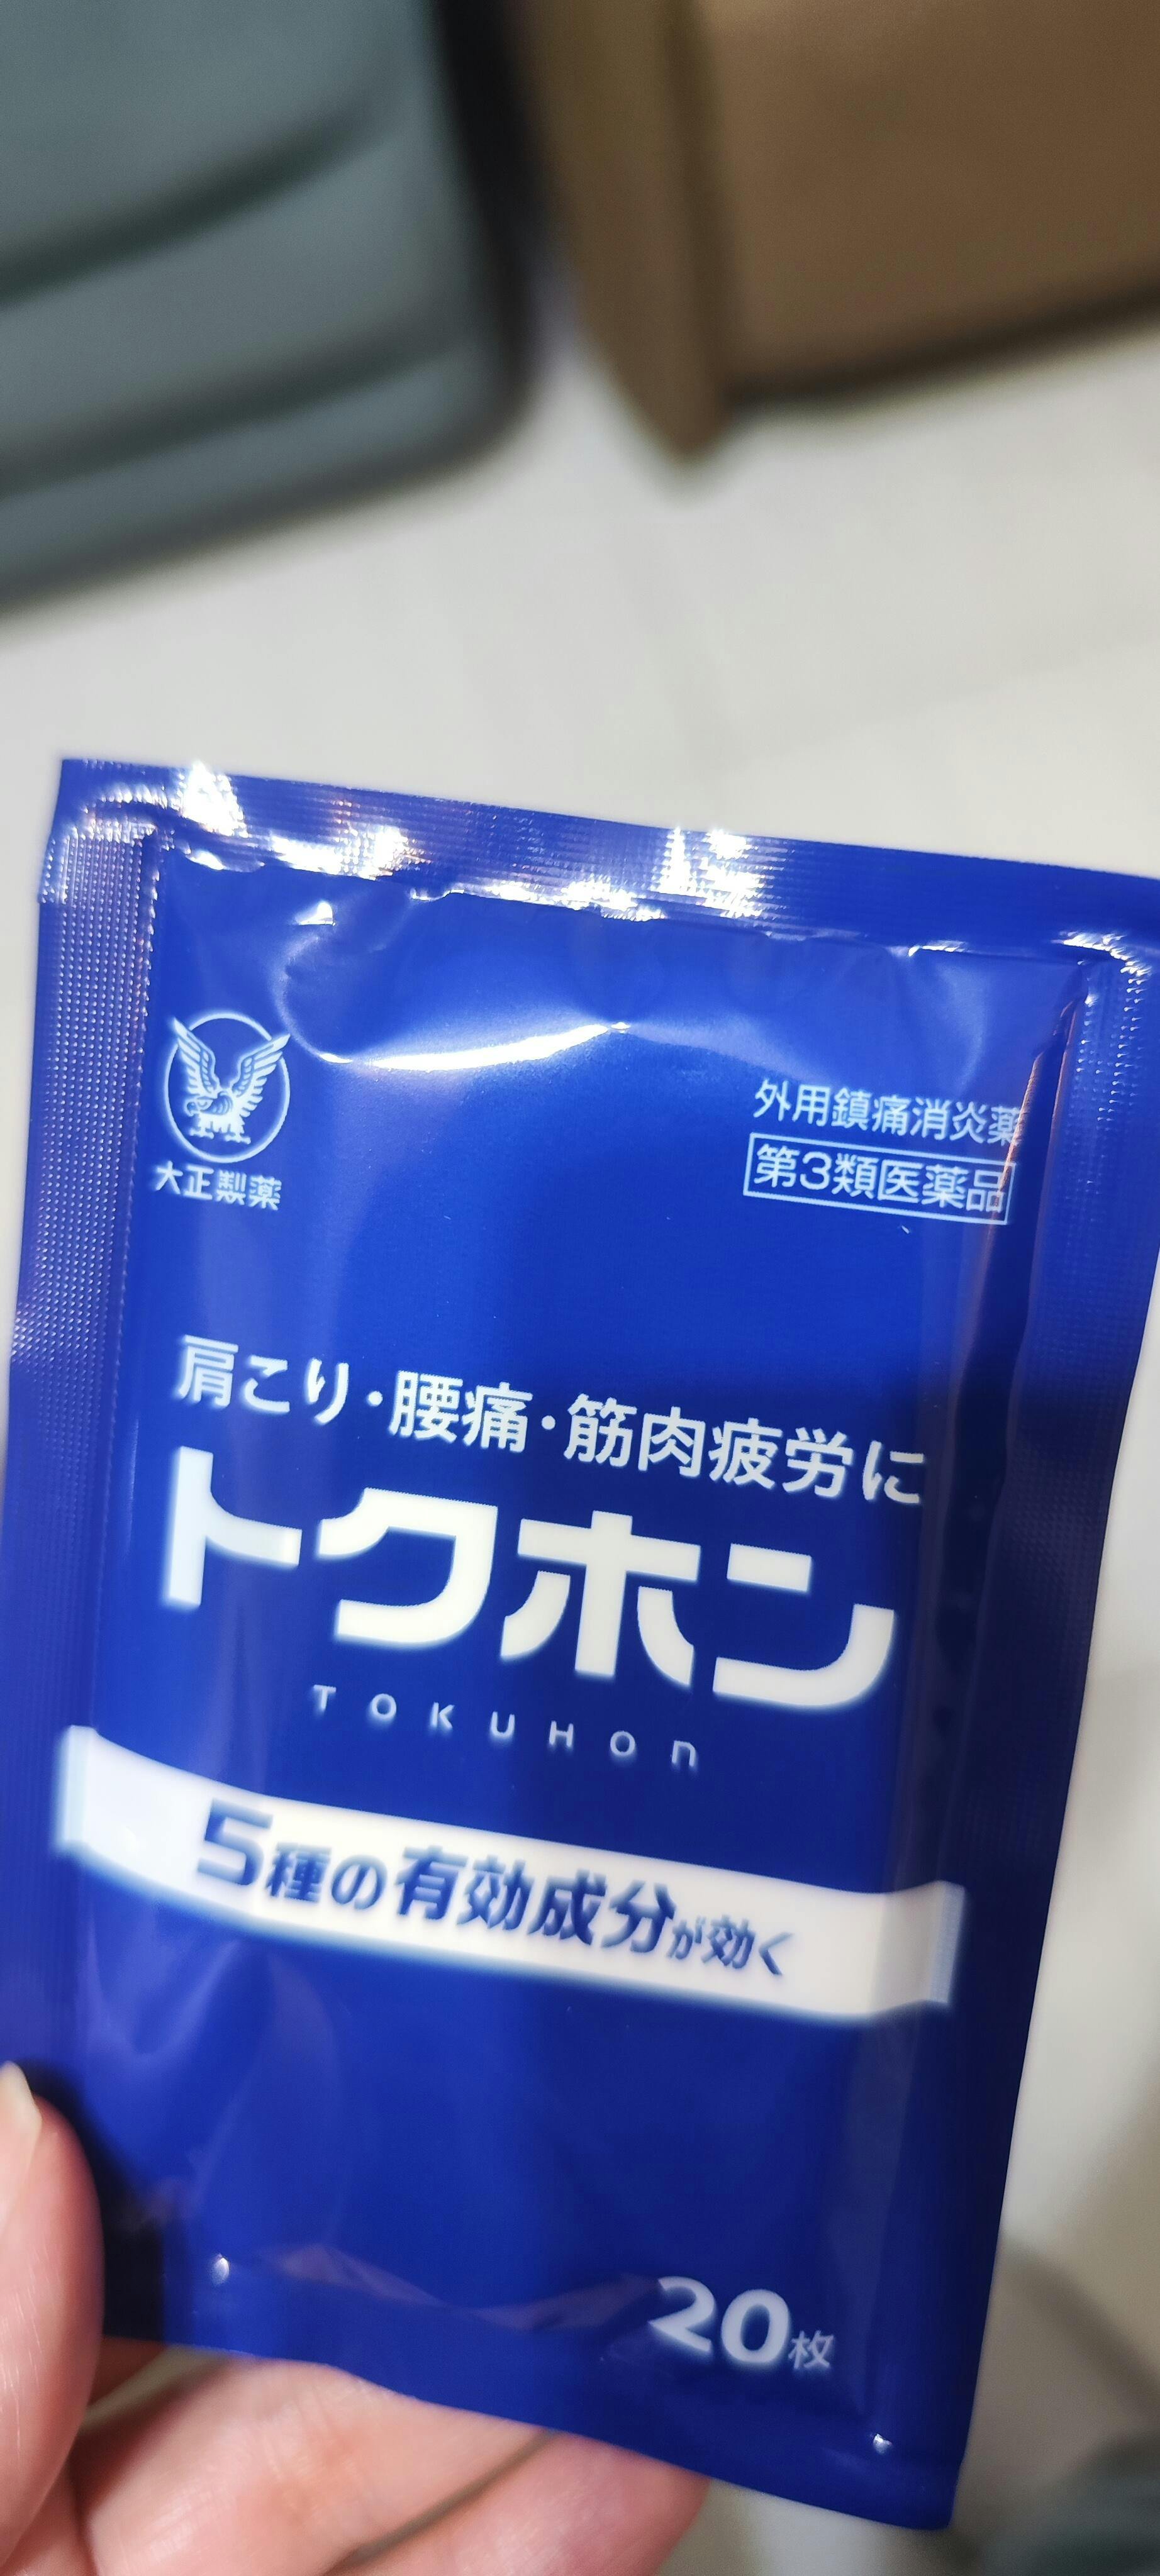 大正製薬
外用鎮痛消炎薬
第3類医薬品
肩こり・腰痛・筋肉疲労に
トクホン
TOKUHON
5種の有効成分が効く
20枚